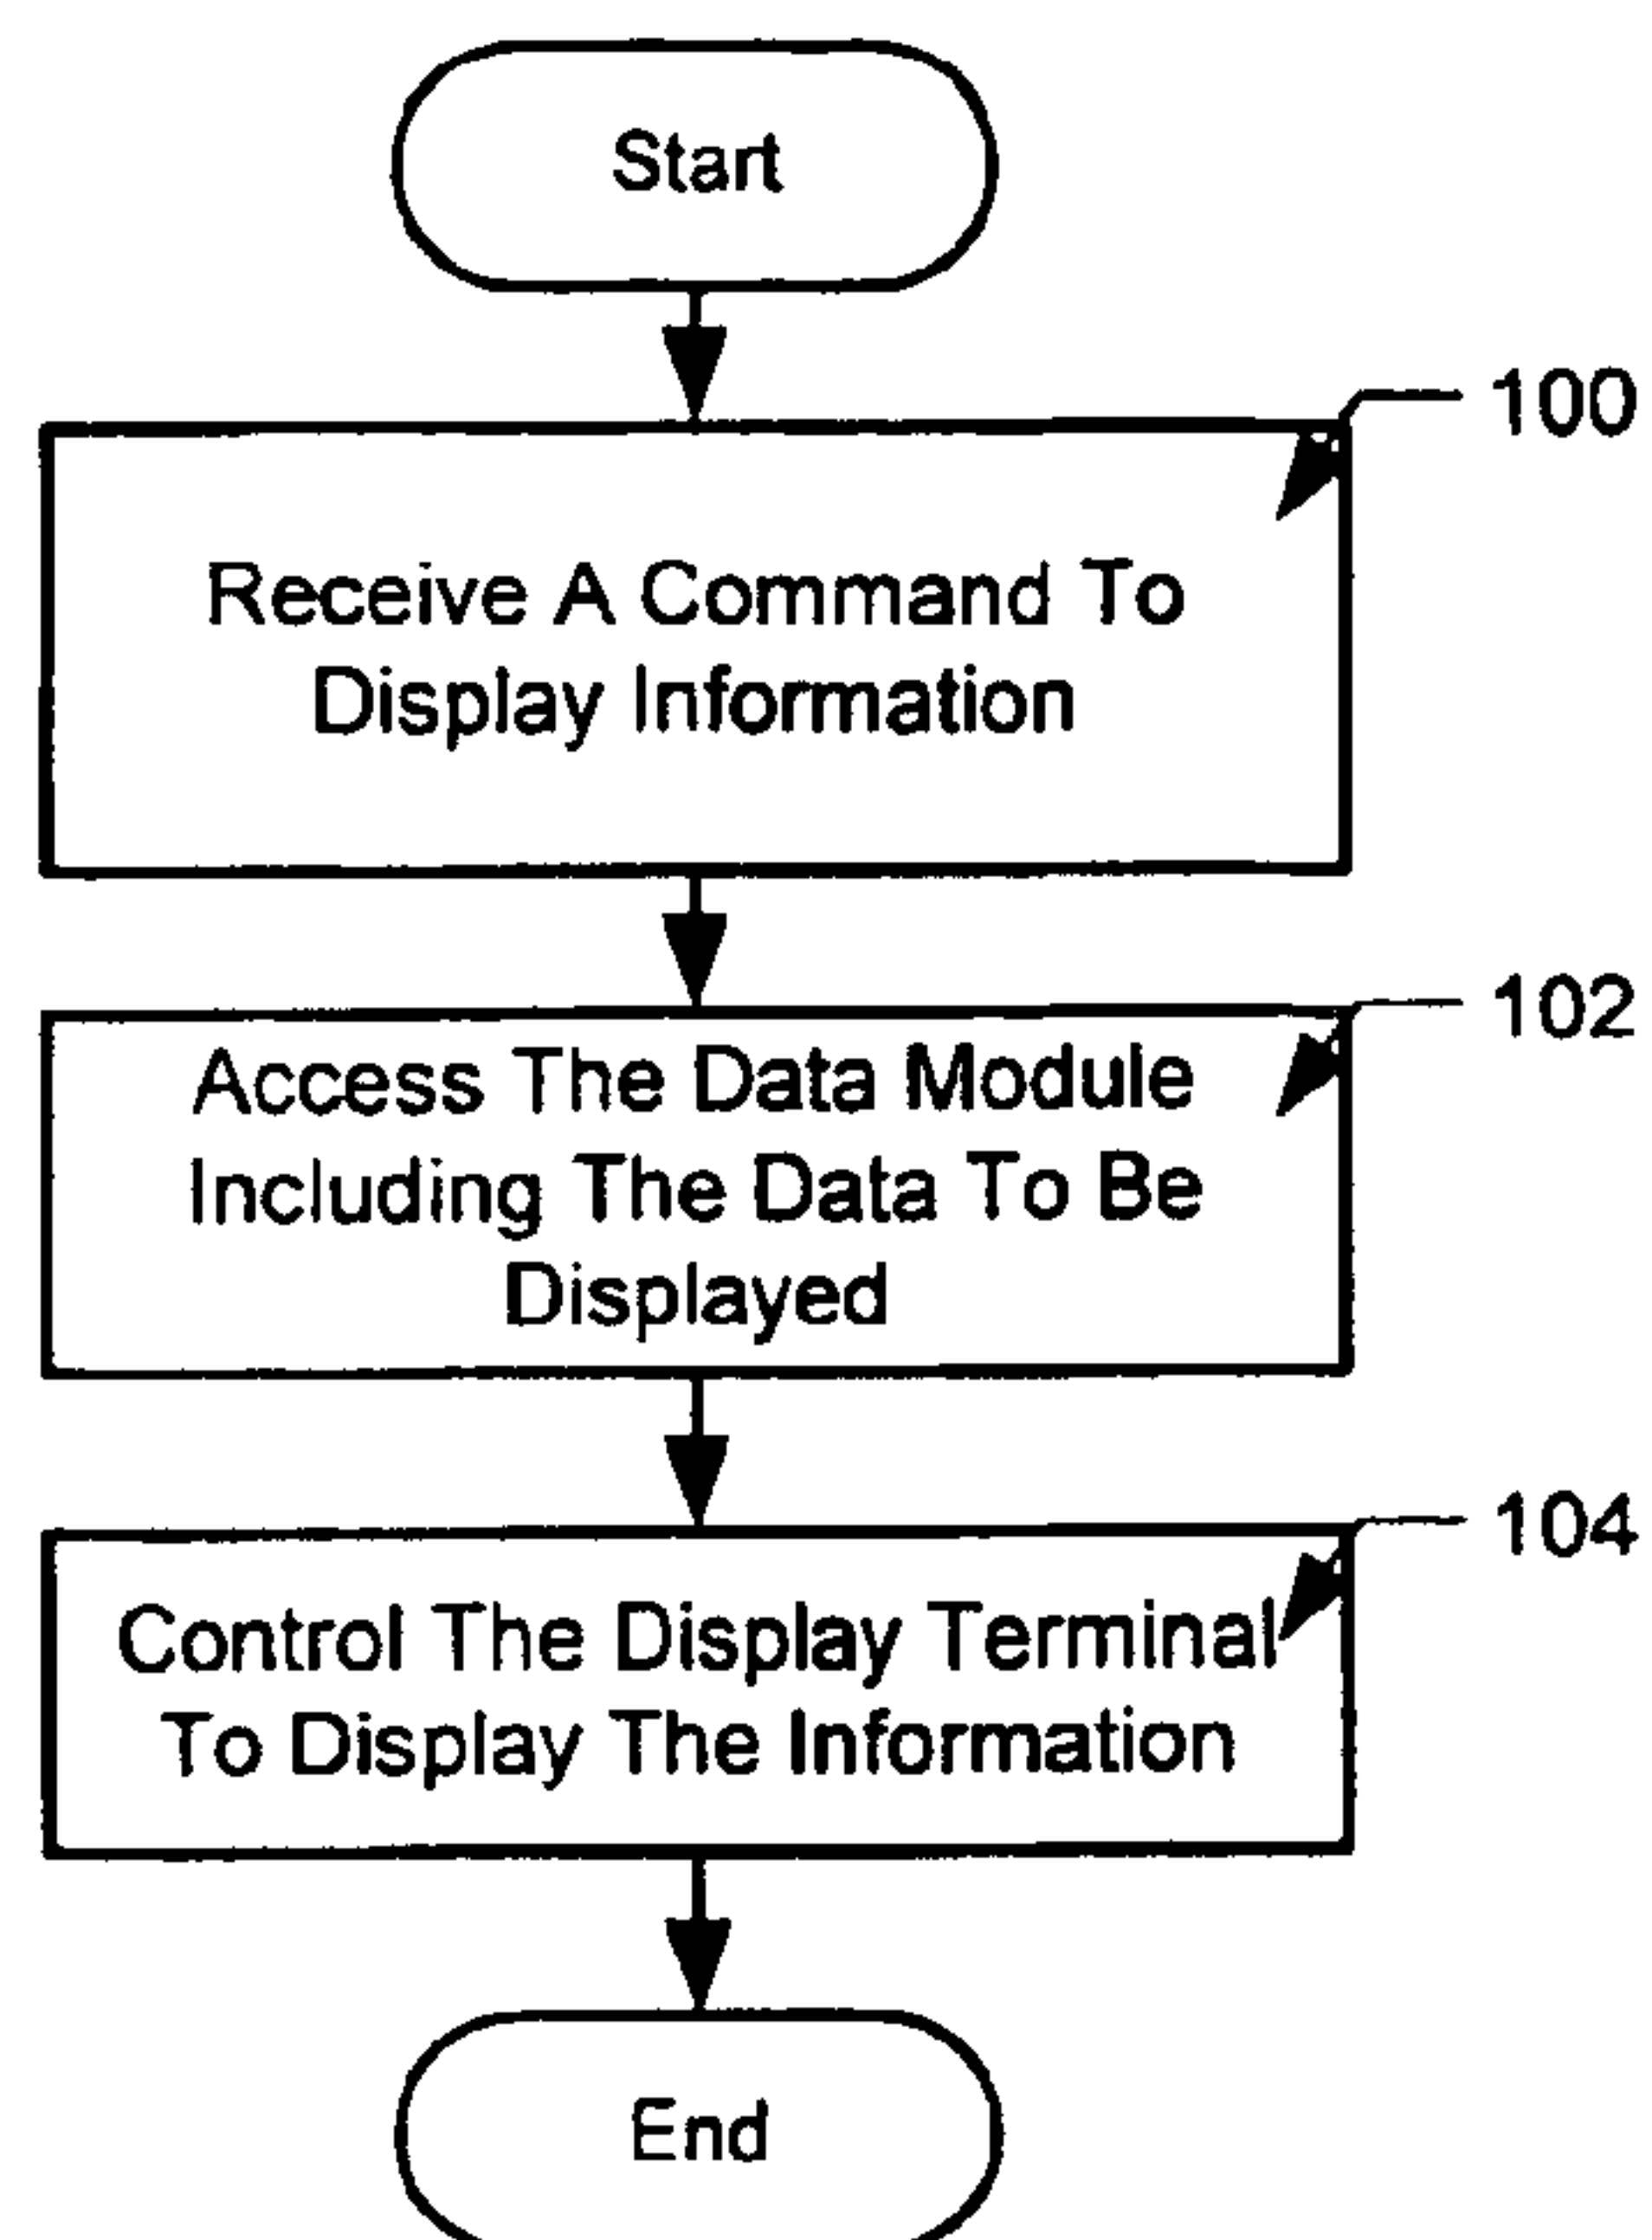 Start
100
Receive A Command To
Display Information
102
Access The Data Module
Including The Data To Be
Displayed
104
Control The Display Terminal
To Display The Information
End